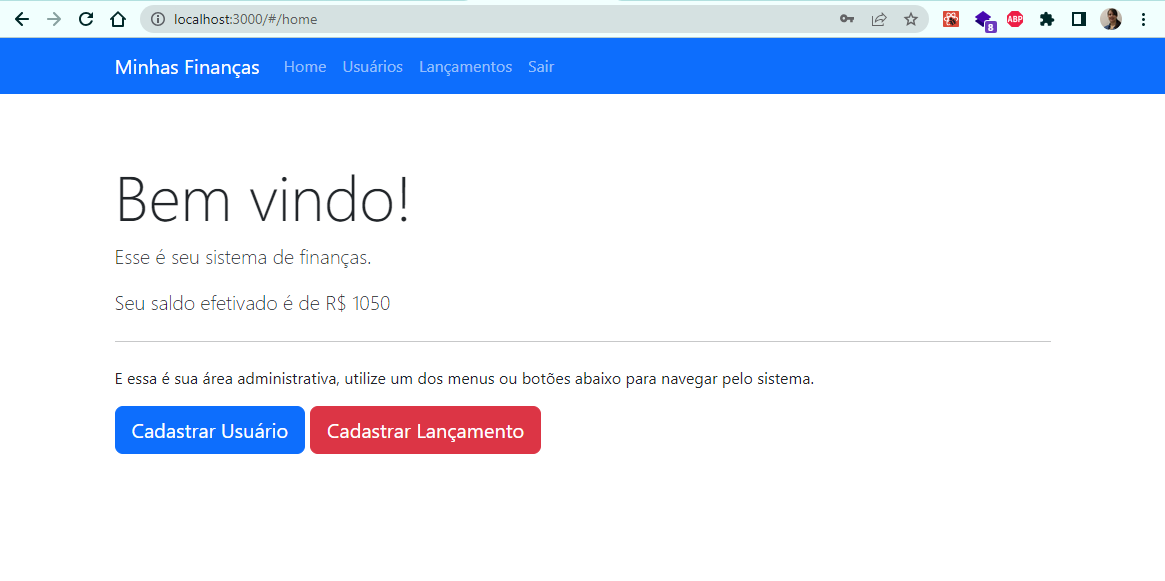 localhost:3000/#/home
ABP
8
Minhas Finanças Home Usuários Lançamentos Sair
Bem vindo!
Esse é seu sistema de finanças.
Seu saldo efetivado é de R$ 1050
E essa é sua área administrativa, utilize um dos menus ou botões abaixo para navegar pelo sistema.
Cadastrar Usuário Cadastrar Lançamento